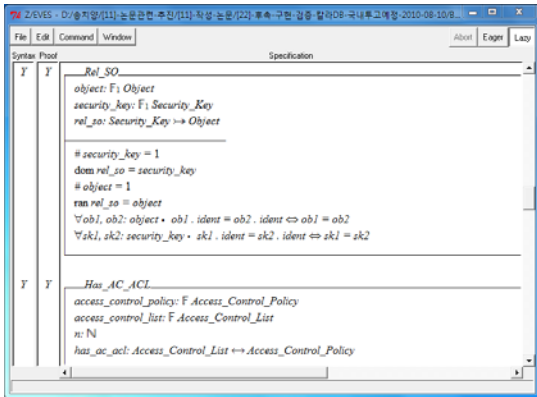 Z/EVES - D:/송희영/[11]-논문관련-추진/[11]-작성-논문/[22]-후속-구현-검증-칼라DB-국내투고예정-2010-08-10/B...
File Edit Command Window Abort Eager Lazy
Syntax Proof Specification
Y Y Rel_SO
object: 𝔽₁ Object
security_key: 𝔽₁ Security_Key
rel_so: Security_Key ⤔ Object
# security_key = 1
dom rel_so = security_key
# object = 1
ran rel_so = object
∀ob1, ob2: object • ob1 . ident = ob2 . ident ⇔ ob1 = ob2
∀sk1, sk2: security_key • sk1 . ident = sk2 . ident ⇔ sk1 = sk2
Y Y Has_AC_ACL
access_control_policy: 𝔽 Access_Control_Policy
access_control_list: 𝔽 Access_Control_List
n: ℕ
has_ac_acl: Access_Control_List ↔ Access_Control_Policy